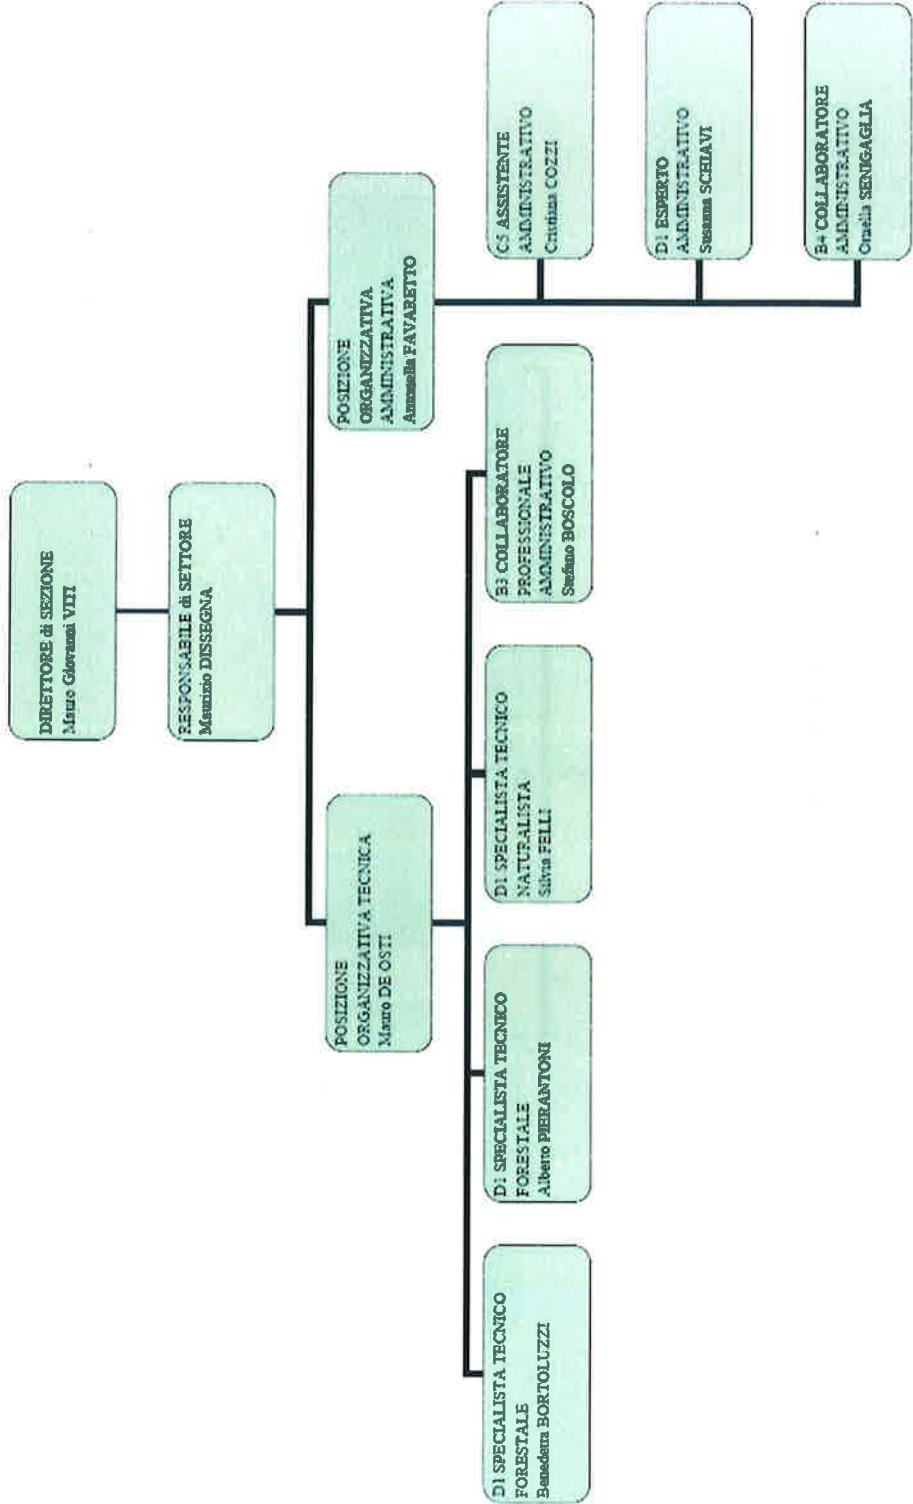 DIRETTORE di SEZIONE
Mauro Giovanni VITI
RESPONSABILE di SETTORE
Maurizio DISSEGNA
POSIZIONE
ORGANIZZATIVA TECNICA
Mauro DE OSTI
POSIZIONE
ORGANIZZATIVA
AMMINISTRATIVA
Antonella FAVARETTO
D1 SPECIALISTA TECNICO
FORESTALE
Benedetta BORTOLUZZI
D1 SPECIALISTA TECNICO
FORESTALE
Alberto PIERANTONI
D1 SPECIALISTA TECNICO
NATURALISTA
Silvia FELLI
B3 COLLABORATORE
PROFESSIONALE
AMMINISTRATIVO
Stefano BOSCOLO
C5 ASSISTENTE
AMMINISTRATIVO
Cristiana COZZI
D1 ESPERTO
AMMINISTRATIVO
Susanna SCHIAVI
B4 COLLABORATORE
AMMINISTRATIVO
Ornella SENIGAGLIA